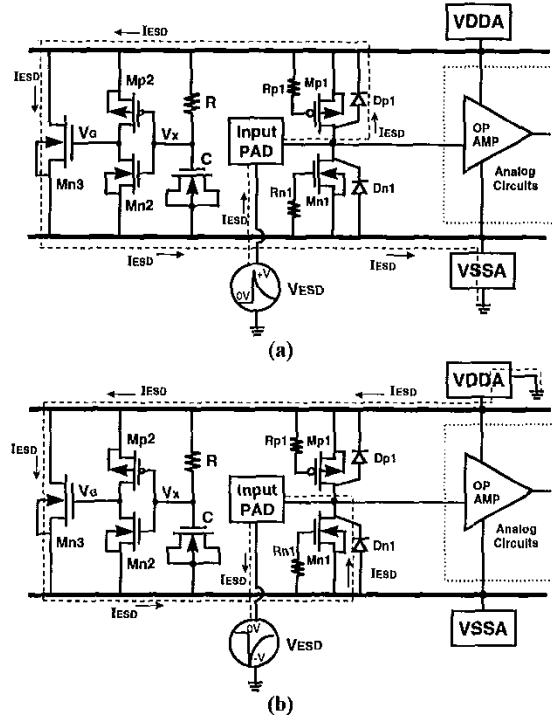 IESD
VDDA
IESD
Mp2
R
Rp1
Mp1
Dp1
IESD
VG
VX
Input
PAD
OP
AMP
C
Analog
Circuits
Mn3
Mn2
Rn1
Mn1
Dn1
IESD
IESD
IESD
VSSA
+V
0V
VESD
(a)
IESD
IESD
VDDA
Mp2
R
Rp1
Mp1
Dp1
IESD
VG
VX
Input
PAD
OP
AMP
C
Analog
Circuits
Mn3
Mn2
Rn1
Mn1
Dn1
IESD
IESD
IESD
VSSA
0V
-V
VESD
(b)